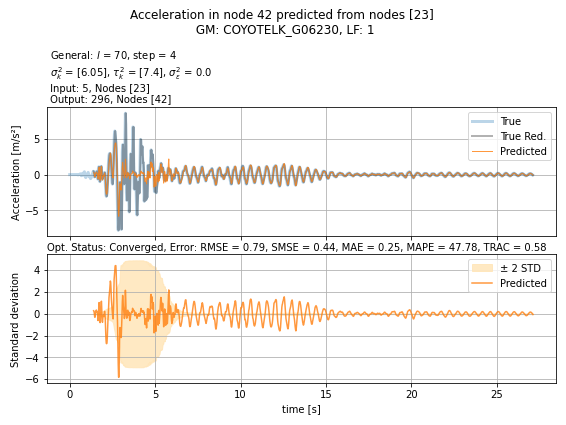 Acceleration in node 42 predicted from nodes [23]
GM: COYOTELK_G06230, LF: 1
General: l = 70, step = 4
σ²ₖ = [6.05], τ²ₖ = [7.4], σ²ε = 0.0
Input: 5, Nodes [23]
Output: 296, Nodes [42]
Acceleration [m/s²]
5
0
−5
True
True Red.
Predicted
Opt. Status: Converged, Error: RMSE = 0.79, SMSE = 0.44, MAE = 0.25, MAPE = 47.78, TRAC = 0.58
Standard deviation
4
2
0
−2
−4
−6
± 2 STD
Predicted
0 5 10 15 20 25
time [s]